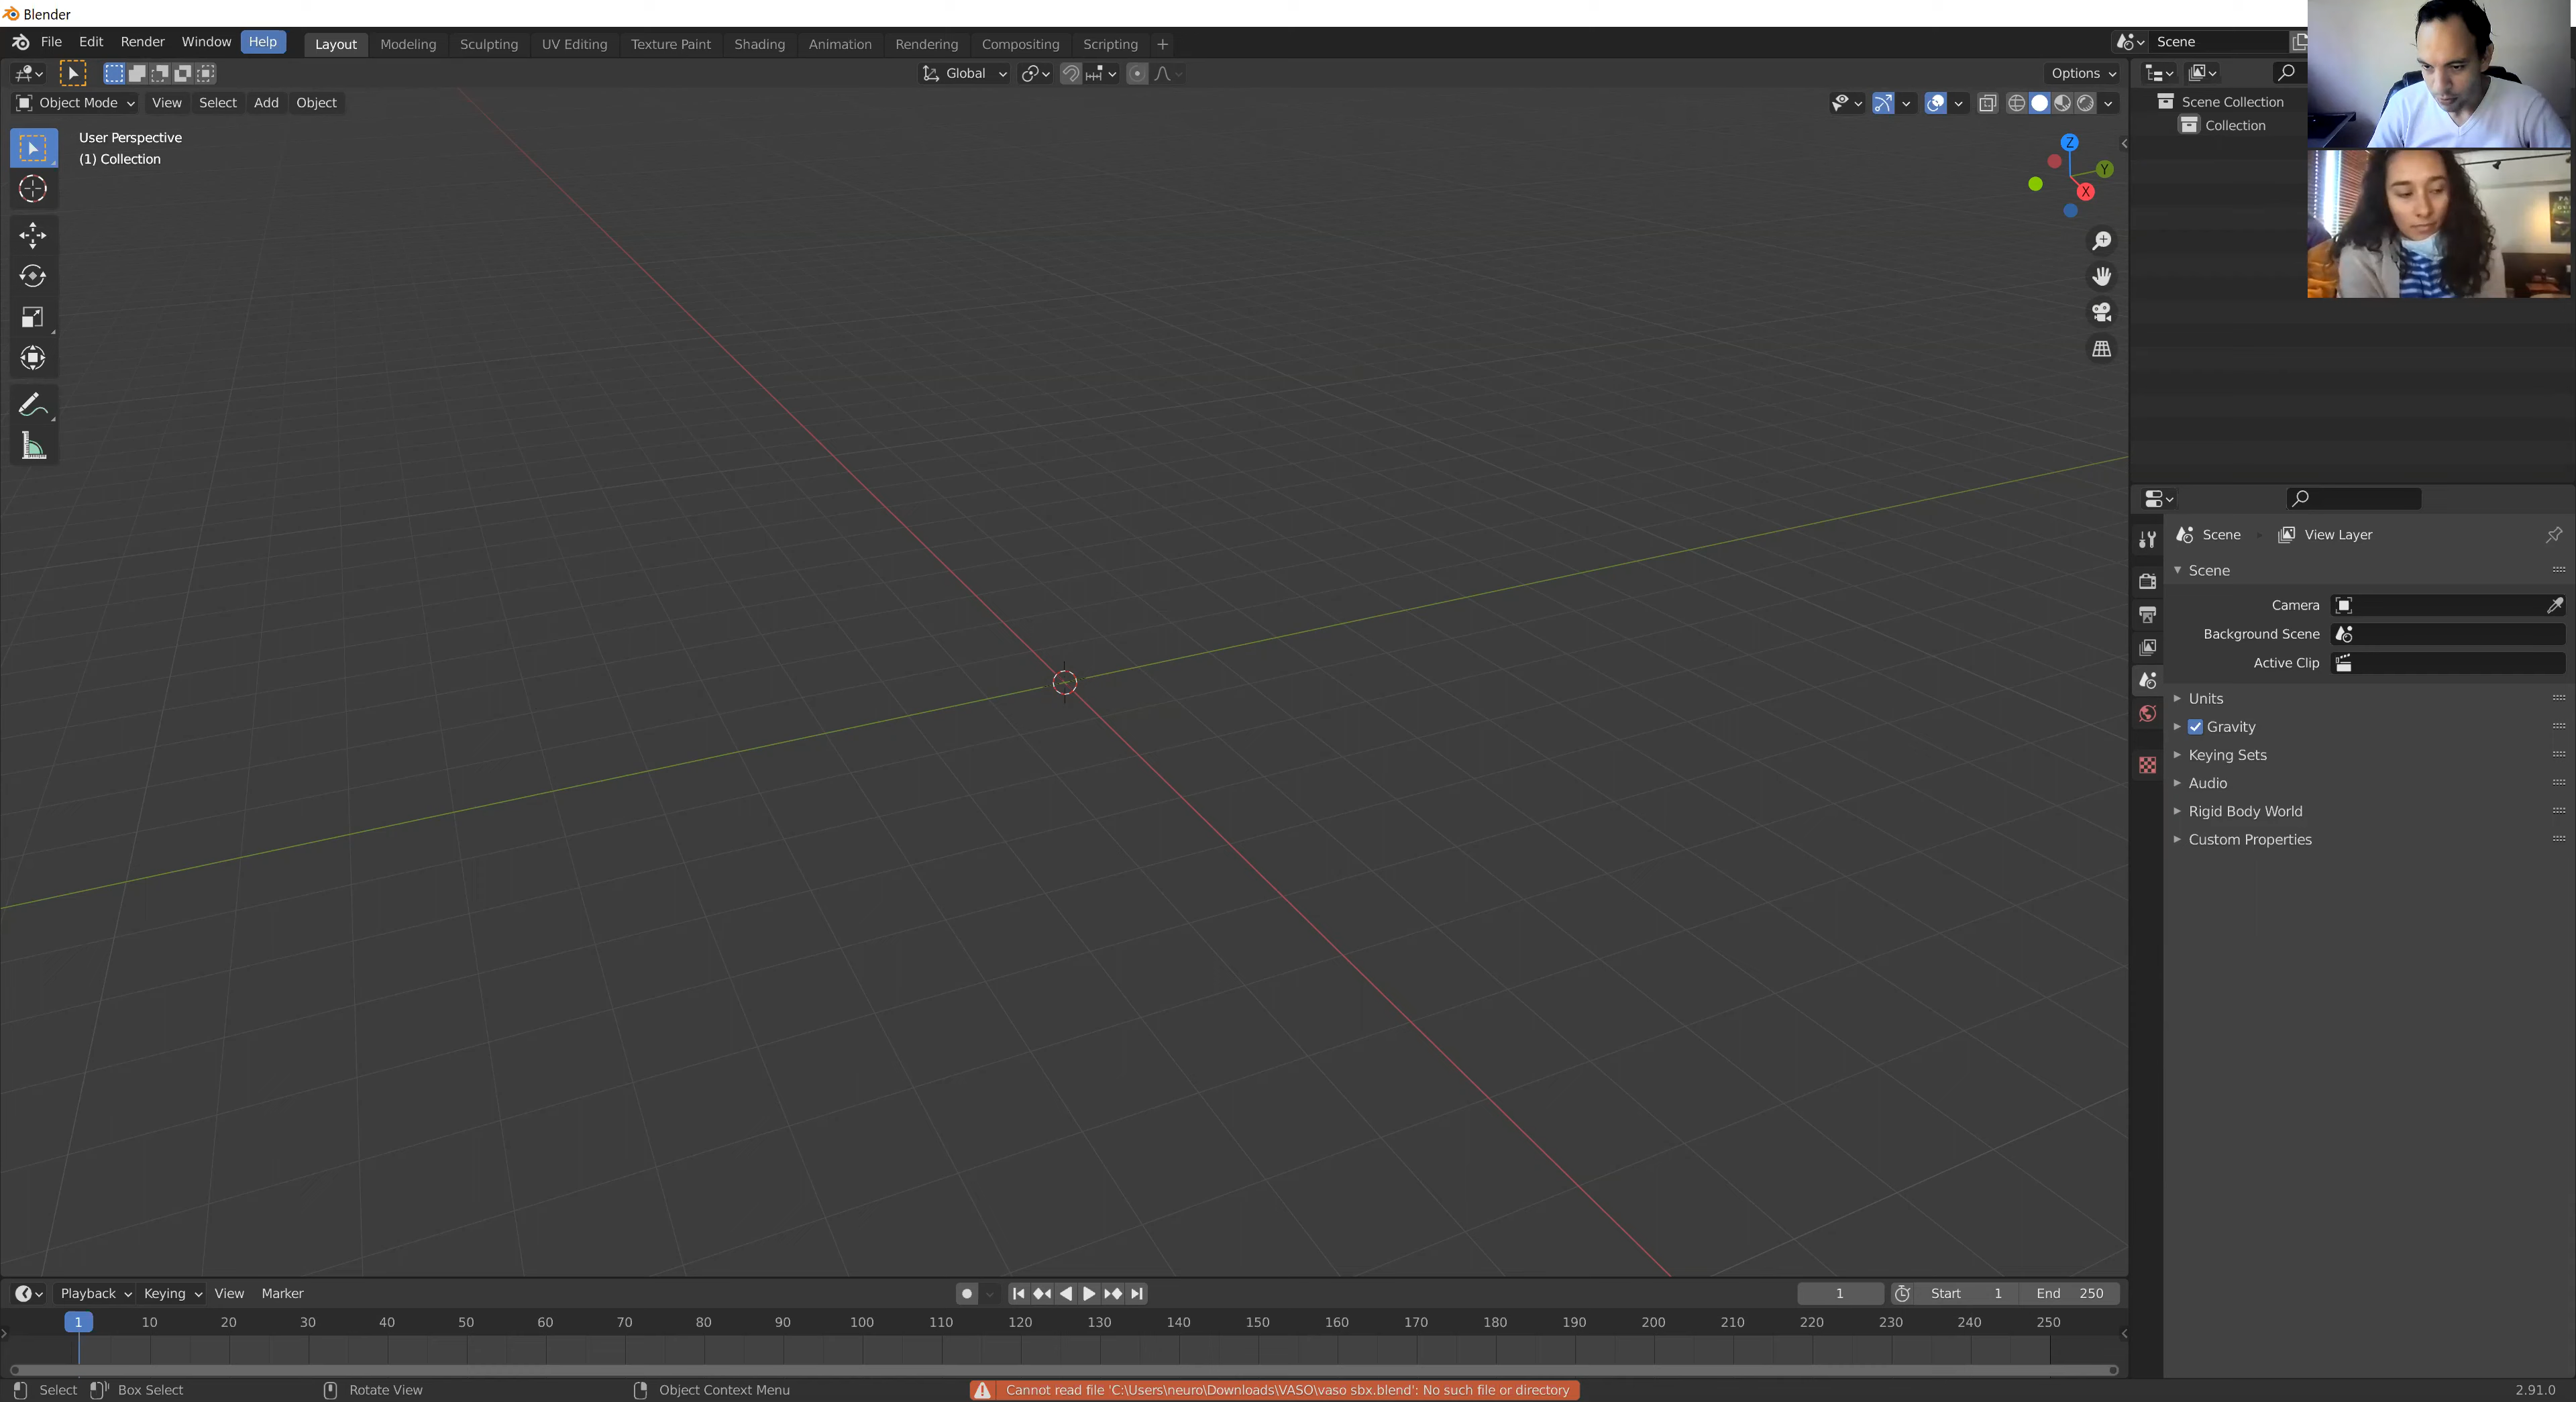 Blender
File Edit Render Window Help Layout Modeling Sculpting UV Editing Texture Paint Shading Animation Rendering Compositing Scripting + Scene
Global Options
Object Mode View Select Add Object
User Perspective
(1) Collection
Z
Y
X
Scene Collection
Collection
Scene View Layer
Scene
Camera
Background Scene
Active Clip
Units
Gravity
Keying Sets
Audio
Rigid Body World
Custom Properties
Playback Keying View Marker 1 Start 1 End 250
1 10 20 30 40 50 60 70 80 90 100 110 120 130 140 150 160 170 180 190 200 210 220 230 240 250
Select Box Select Rotate View Object Context Menu Cannot read file 'C:\Users\neuro\Downloads\VASO\vaso sbx.blend': No such file or directory 2.91.0